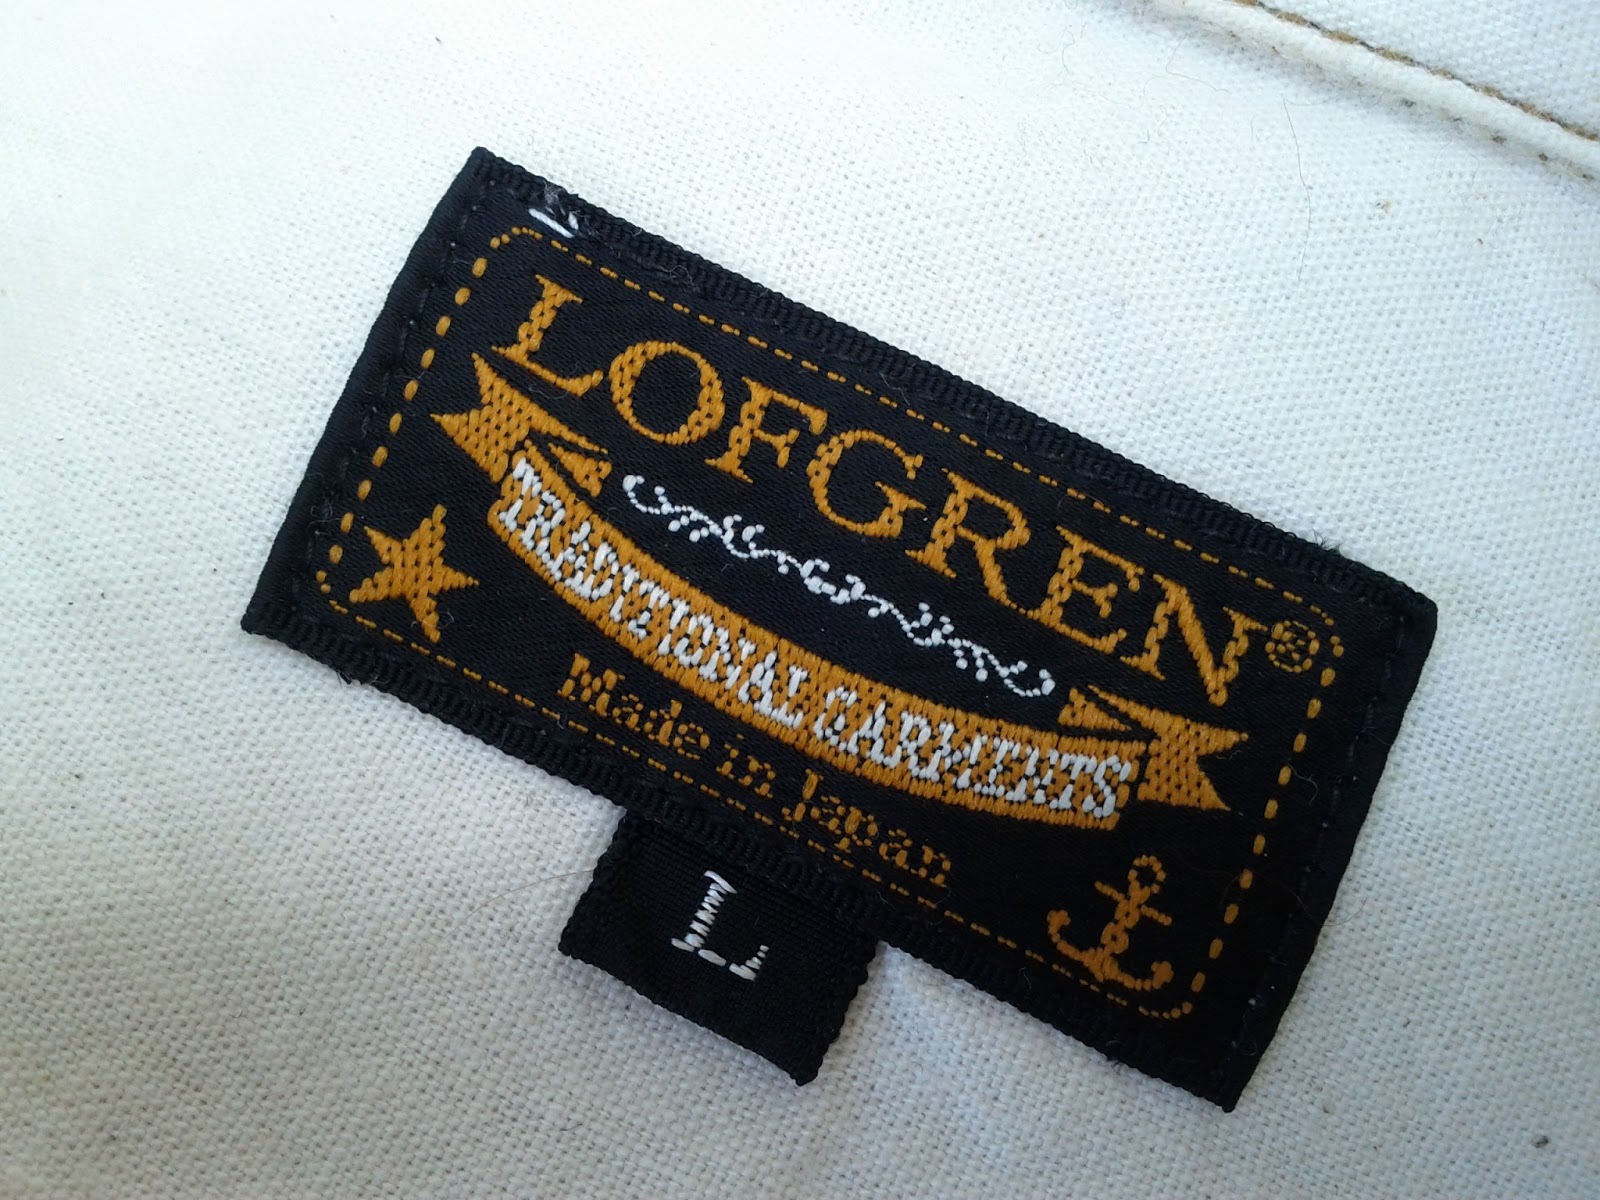 LOFGREN®
TRADITIONAL GARMENTS
Made in Japan
L